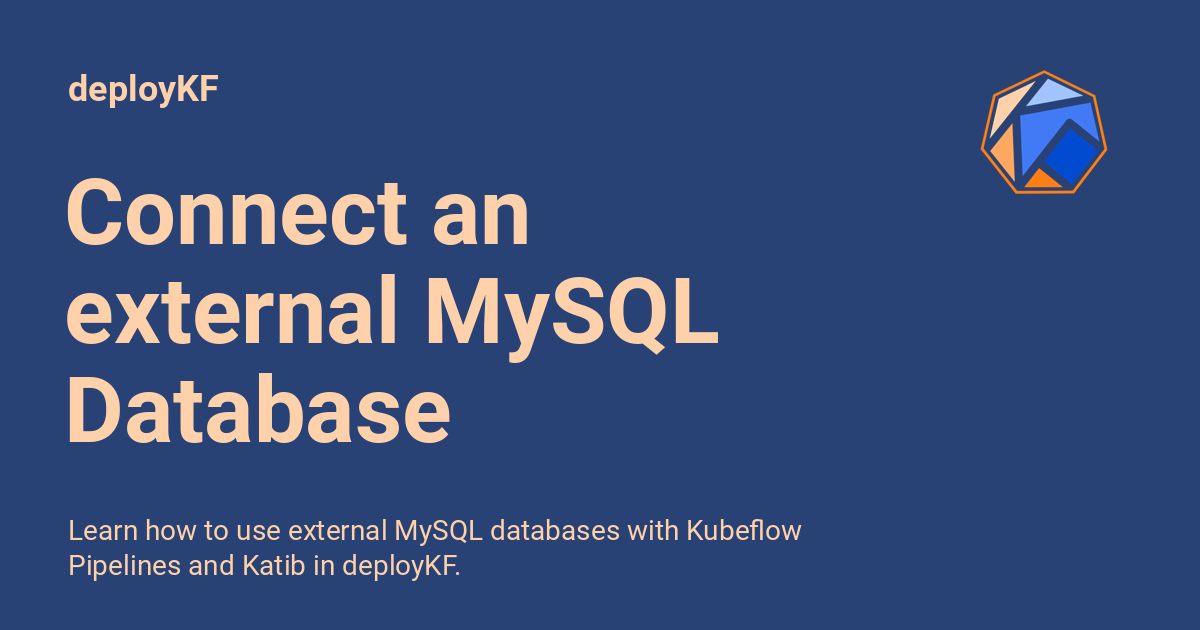 deployKF
Connect an
external MySQL
Database
Learn how to use external MySQL databases with Kubeflow
Pipelines and Katib in deployKF.